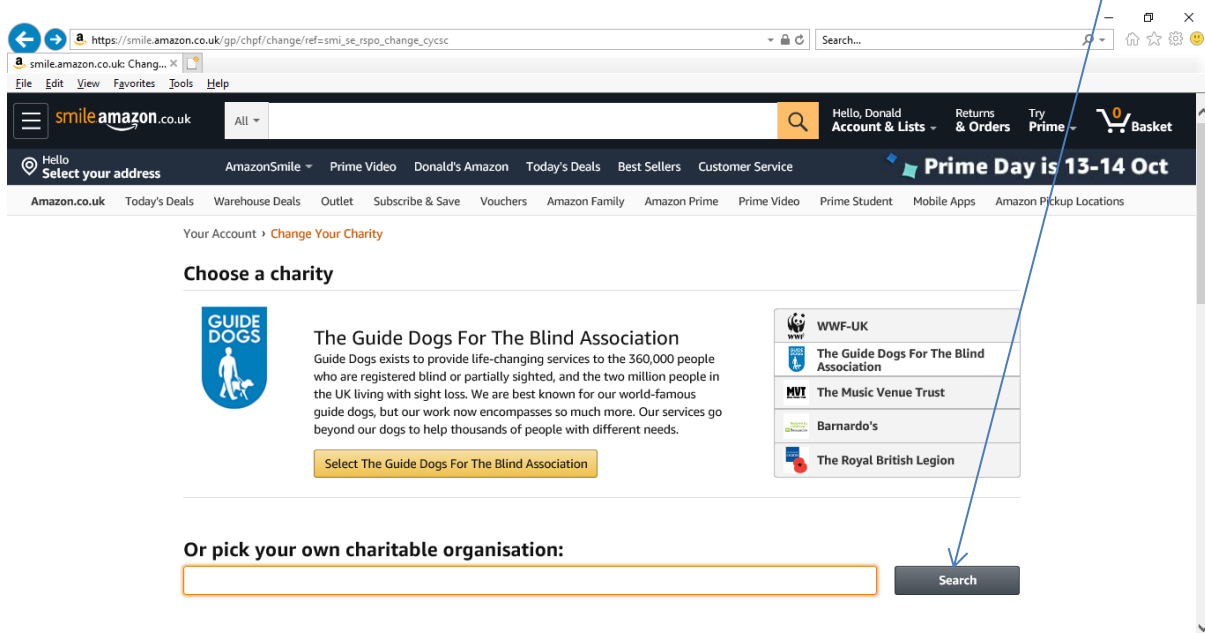 https://smile.amazon.co.uk/gp/chpf/change/ref=smi_se_rspo_change_cycsc
Search...
smile.amazon.co.uk: Chang...
File Edit View Favorites Tools Help
smile.amazon.co.uk
All
Hello, Donald
Account & Lists
Returns
& Orders
Try
Prime
0
Basket
Hello
Select your address
AmazonSmile Prime Video Donald's Amazon Today's Deals Best Sellers Customer Service
Prime Day is 13-14 Oct
Amazon.co.uk Today's Deals Warehouse Deals Outlet Subscribe & Save Vouchers Amazon Family Amazon Prime Prime Video Prime Student Mobile Apps Amazon Pickup Locations
Your Account › Change Your Charity
Choose a charity
GUIDE
DOGS
The Guide Dogs For The Blind Association
Guide Dogs exists to provide life-changing services to the 360,000 people
who are registered blind or partially sighted, and the two million people in
the UK living with sight loss. We are best known for our world-famous
guide dogs, but our work now encompasses so much more. Our services go
beyond our dogs to help thousands of people with different needs.
Select The Guide Dogs For The Blind Association
WWF
WWF-UK
The Guide Dogs For The Blind
Association
MVT
The Music Venue Trust
Barnardo's
The Royal British Legion
Or pick your own charitable organisation:
Search